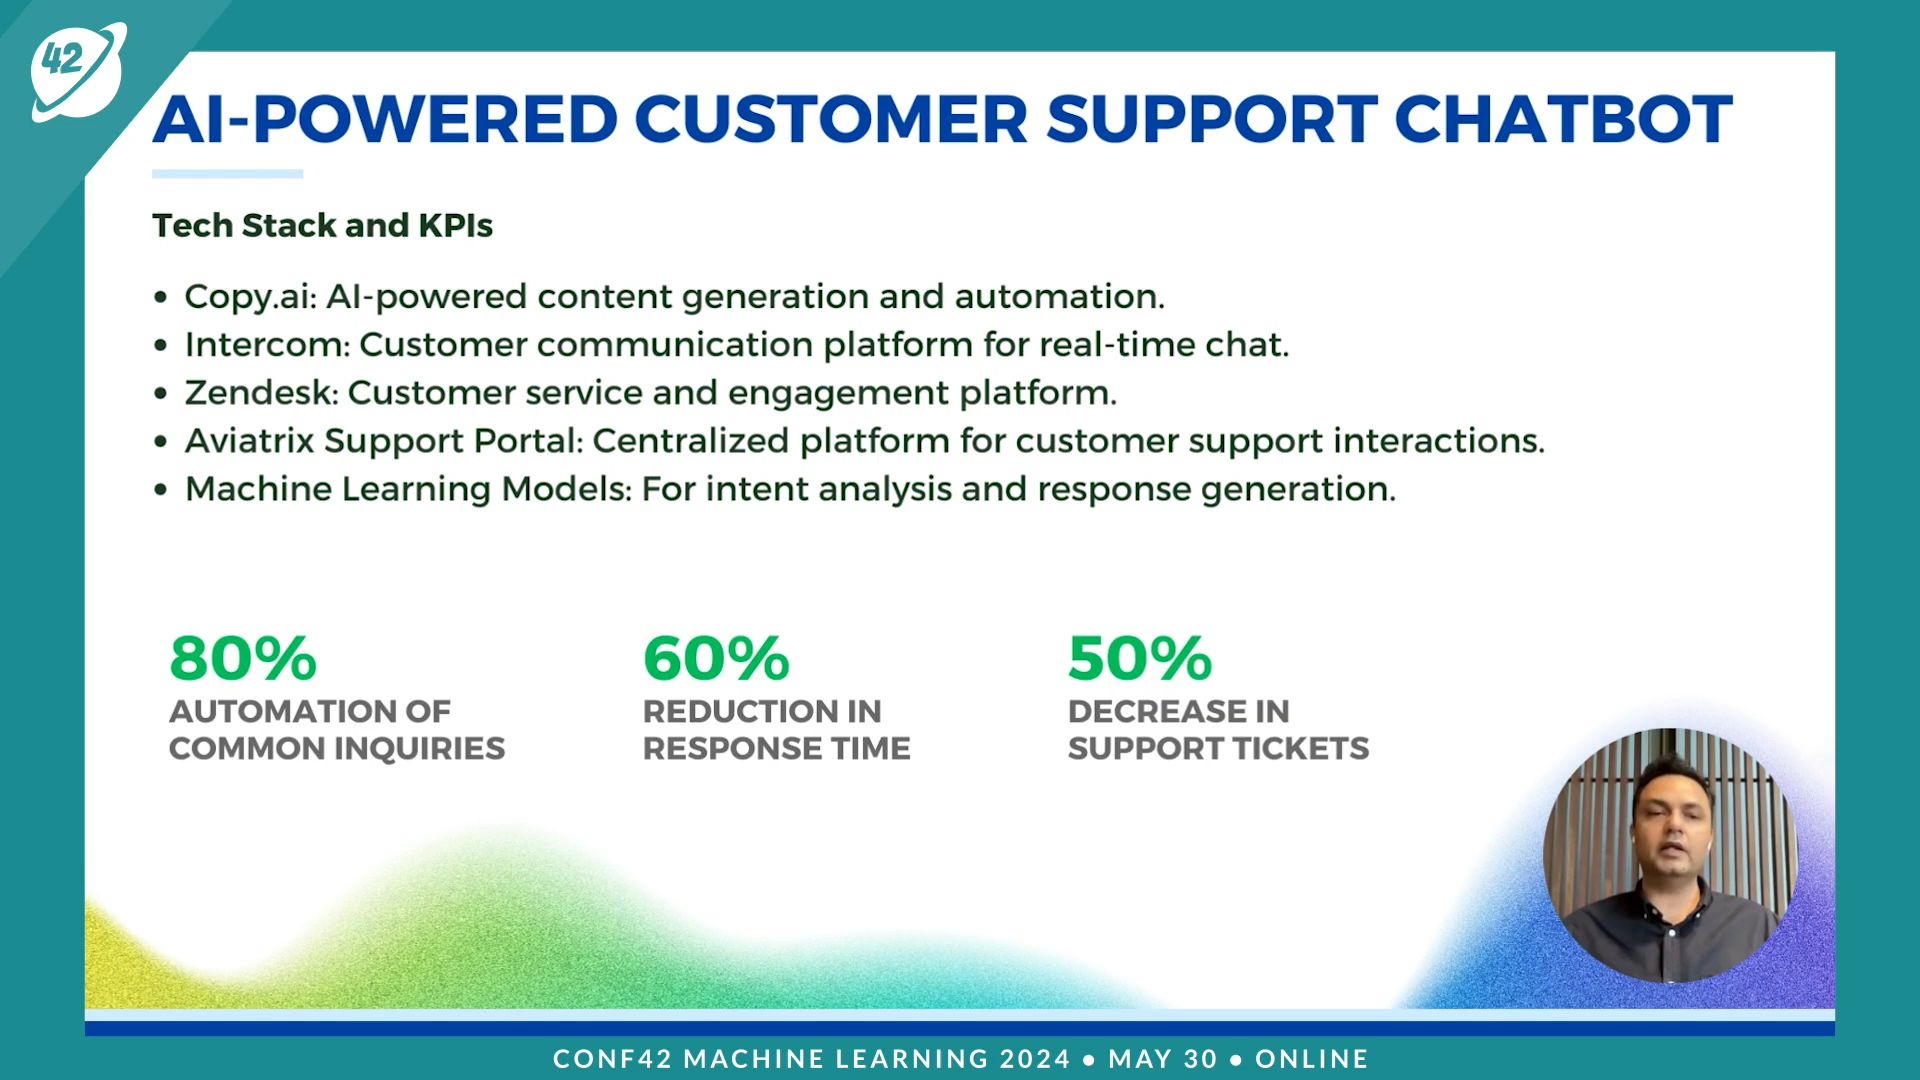 42
AI-POWERED CUSTOMER SUPPORT CHATBOT
Tech Stack and KPIs
• Copy.ai: AI-powered content generation and automation.
• Intercom: Customer communication platform for real-time chat.
• Zendesk: Customer service and engagement platform.
• Aviatrix Support Portal: Centralized platform for customer support interactions.
• Machine Learning Models: For intent analysis and response generation.
80%
AUTOMATION OF
COMMON INQUIRIES
60%
REDUCTION IN
RESPONSE TIME
50%
DECREASE IN
SUPPORT TICKETS
CONF42 MACHINE LEARNING 2024 • MAY 30 • ONLINE